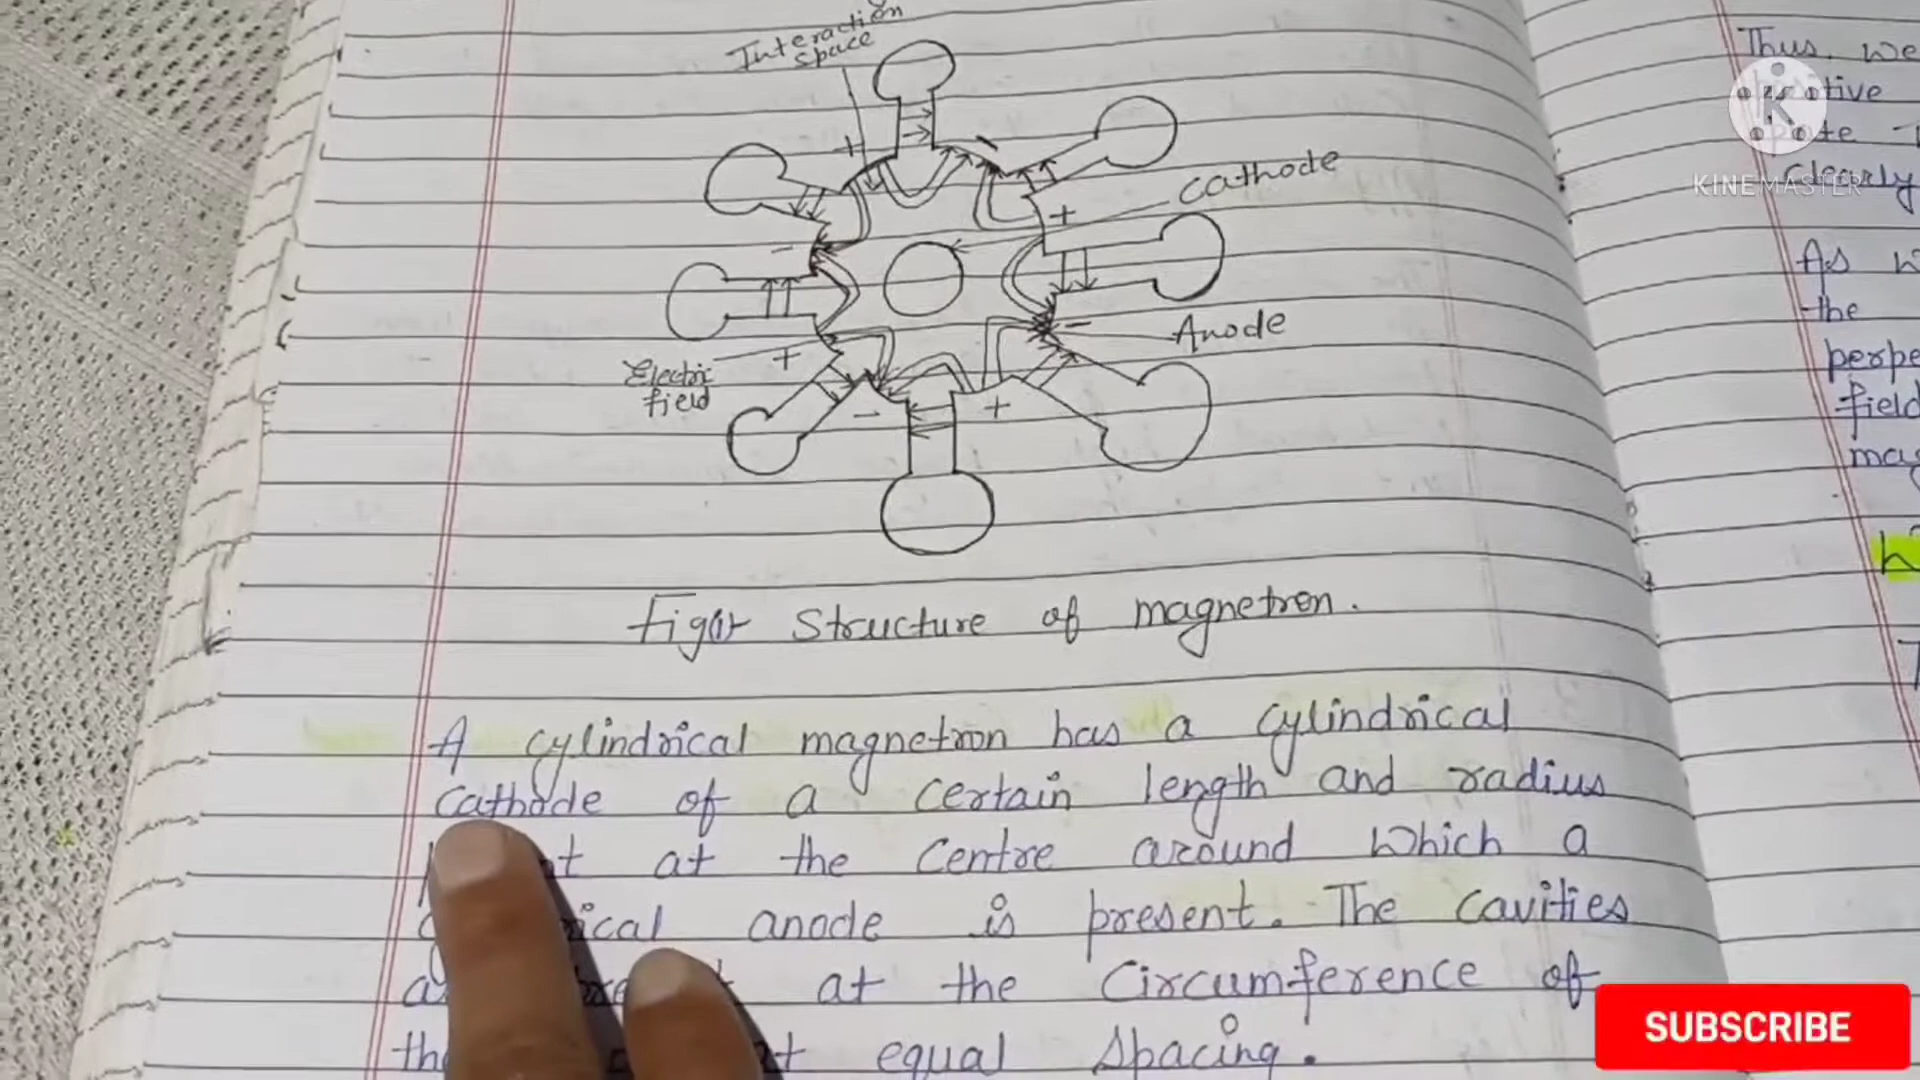 Interaction
space
+
-
Cathode
+
-
-
Anode
+
Electric
field
-
+
Fig(1)- Structure of magnetron.
A cylindrical magnetron has a cylindrical
cathode of a certain length and radius
at the centre around which a
anode is present. The cavities
at the circumference of
equal spacing.
Thus, we
clearly
As
the
field
K
KINEMASTER
SUBSCRIBE